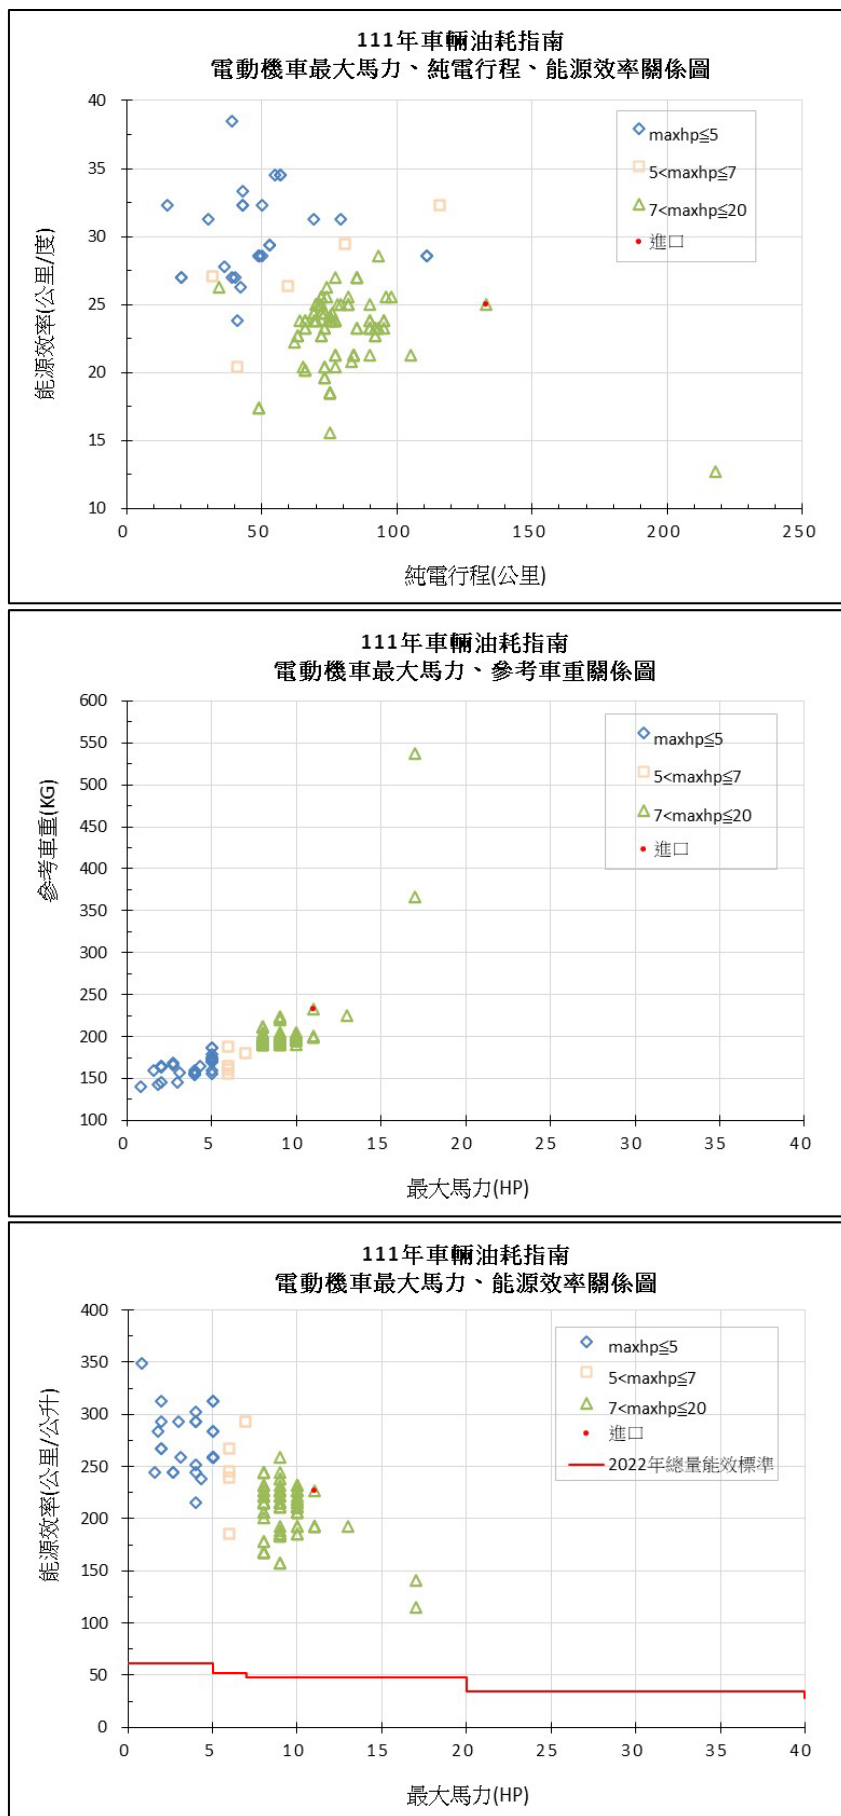 111年車輛油耗指南
電動機車最大馬力、純電行程、能源效率關係圖
40
35
30
25
20
15
10
能源效率(公里/度)
maxhp≦5
5<maxhp≦7
7<maxhp≦20
進口
0
50
100
150
200
250
純電行程(公里)
111年車輛油耗指南
電動機車最大馬力、參考車重關係圖
600
550
500
450
400
350
300
250
200
150
100
參考車重(KG)
maxhp≦5
5<maxhp≦7
7<maxhp≦20
進口
0
5
10
15
20
25
30
35
40
最大馬力(HP)
111年車輛油耗指南
電動機車最大馬力、能源效率關係圖
400
350
300
250
200
150
100
50
0
能源效率(公里/公升)
maxhp≦5
5<maxhp≦7
7<maxhp≦20
進口
2022年總量能效標準
0
5
10
15
20
25
30
35
40
最大馬力(HP)